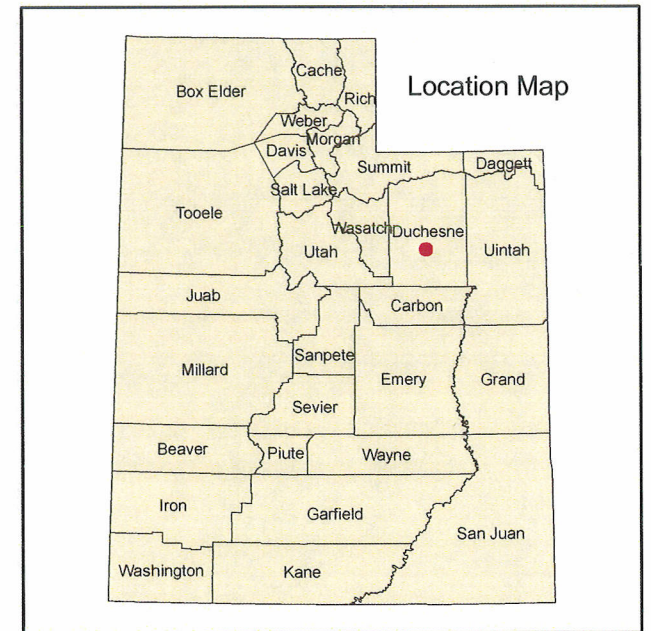 Location Map
Box Elder
Cache
Rich
Weber
Morgan
Davis
Summit
Daggett
Salt Lake
Tooele
Wasatch
Duchesne
Utah
Uintah
Juab
Carbon
Sanpete
Millard
Emery
Grand
Sevier
Beaver
Piute
Wayne
Iron
Garfield
San Juan
Washington
Kane